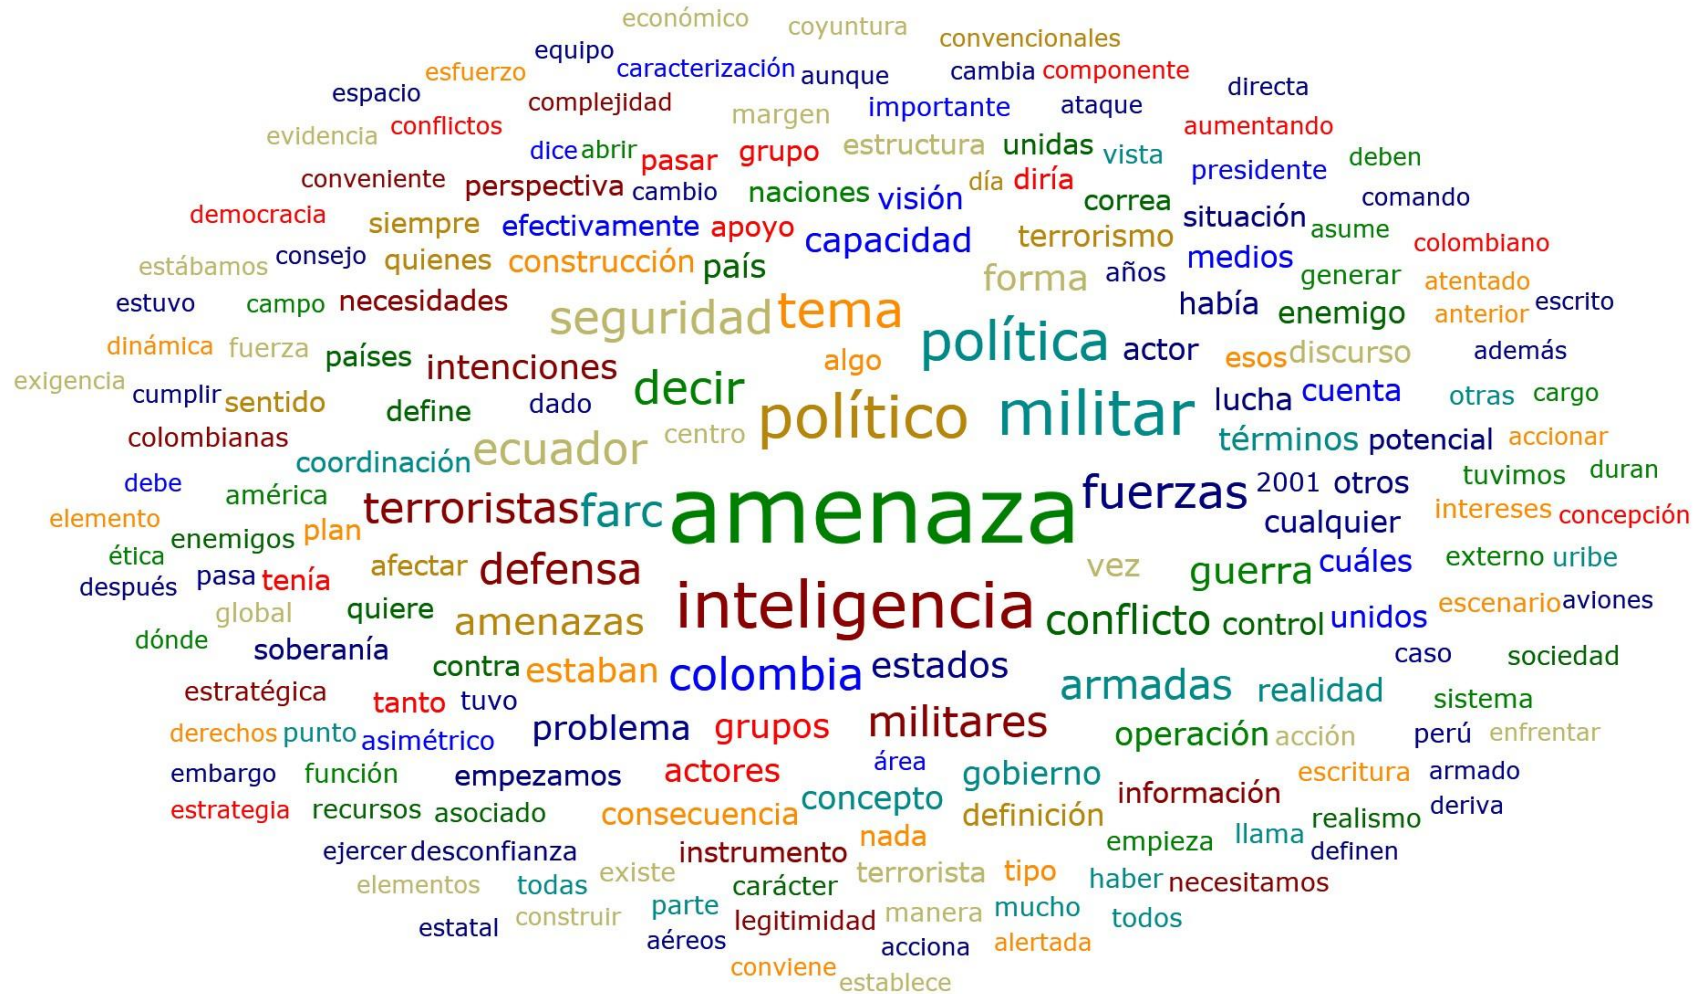 económico coyuntura convencionales
equipo
esfuerzo caracterización aunque cambia componente
espacio complejidad margen importante ataque directa
evidencia conflictos estructura unidas vista aumentando
dice abrir pasar grupo presidente deben
conveniente perspectiva cambio naciones visión día diría correa comando
democracia siempre efectivamente apoyo capacidad terrorismo situación asume colombiano
estábamos consejo quienes construcción país forma años medios generar atentado
estuvo campo necesidades seguridad tema había enemigo anterior escrito
dinámica fuerza países intenciones algo política actor esos discurso además
exigencia cumplir sentido define dado decir político militar lucha cuenta otras cargo
colombianas coordinación ecuador centro términos potencial accionar
debe américa terroristas farc amenaza fuerzas 2001 otros tuvimos duran
elemento enemigos plan cualquier intereses concepción
ética después pasa tenía afectar defensa vez guerra cuáles externo uribe
global quiere amenazas inteligencia conflicto control unidos escenario aviones
dónde soberanía contra estaban colombia estados caso sociedad
estratégica tanto tuvo armadas realidad sistema
derechos punto asimétrico problema grupos militares operación acción perú enfrentar
embargo función empezamos actores área gobierno escritura armado
estrategia recursos asociado consecuencia concepto definición información realismo deriva
ejercer desconfianza instrumento nada empieza llama definen
elementos todas existe carácter terrorista tipo haber necesitamos
estatal construir parte legitimidad manera mucho todos
aéreos acciona alertada
conviene establece